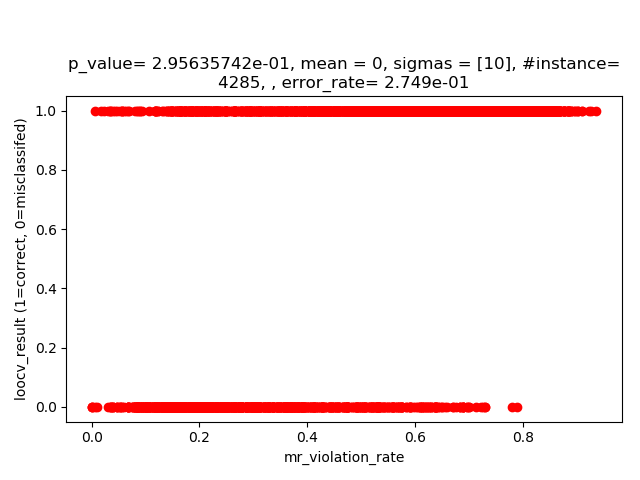 p_value= 2.95635742e-01, mean = 0, sigmas = [10], #instance=
4285, , error_rate= 2.749e-01
1.0
0.8
0.6
0.4
0.2
0.0
loocv_result (1=correct, 0=misclassifed)
0.0 0.2 0.4 0.6 0.8
mr_violation_rate